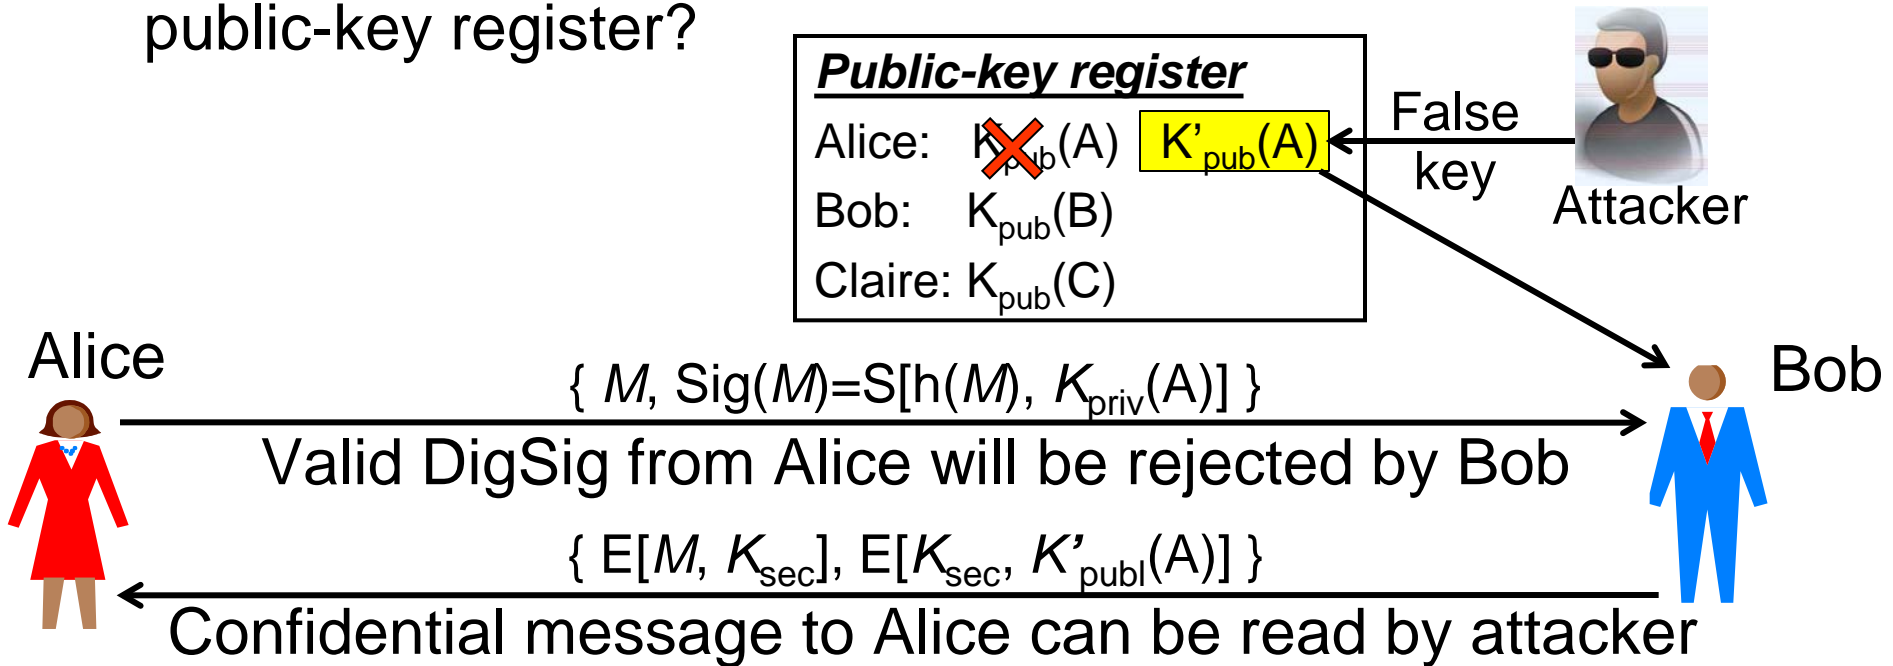 public-key register?
Public-key register
Alice: Kpub(A) K’pub(A)
Bob: Kpub(B)
Claire: Kpub(C)
False
key
Attacker
Alice
Bob
{ M, Sig(M)=S[h(M), Kpriv(A)] }
Valid DigSig from Alice will be rejected by Bob
{ E[M, Ksec], E[Ksec, K’publ(A)] }
Confidential message to Alice can be read by attacker